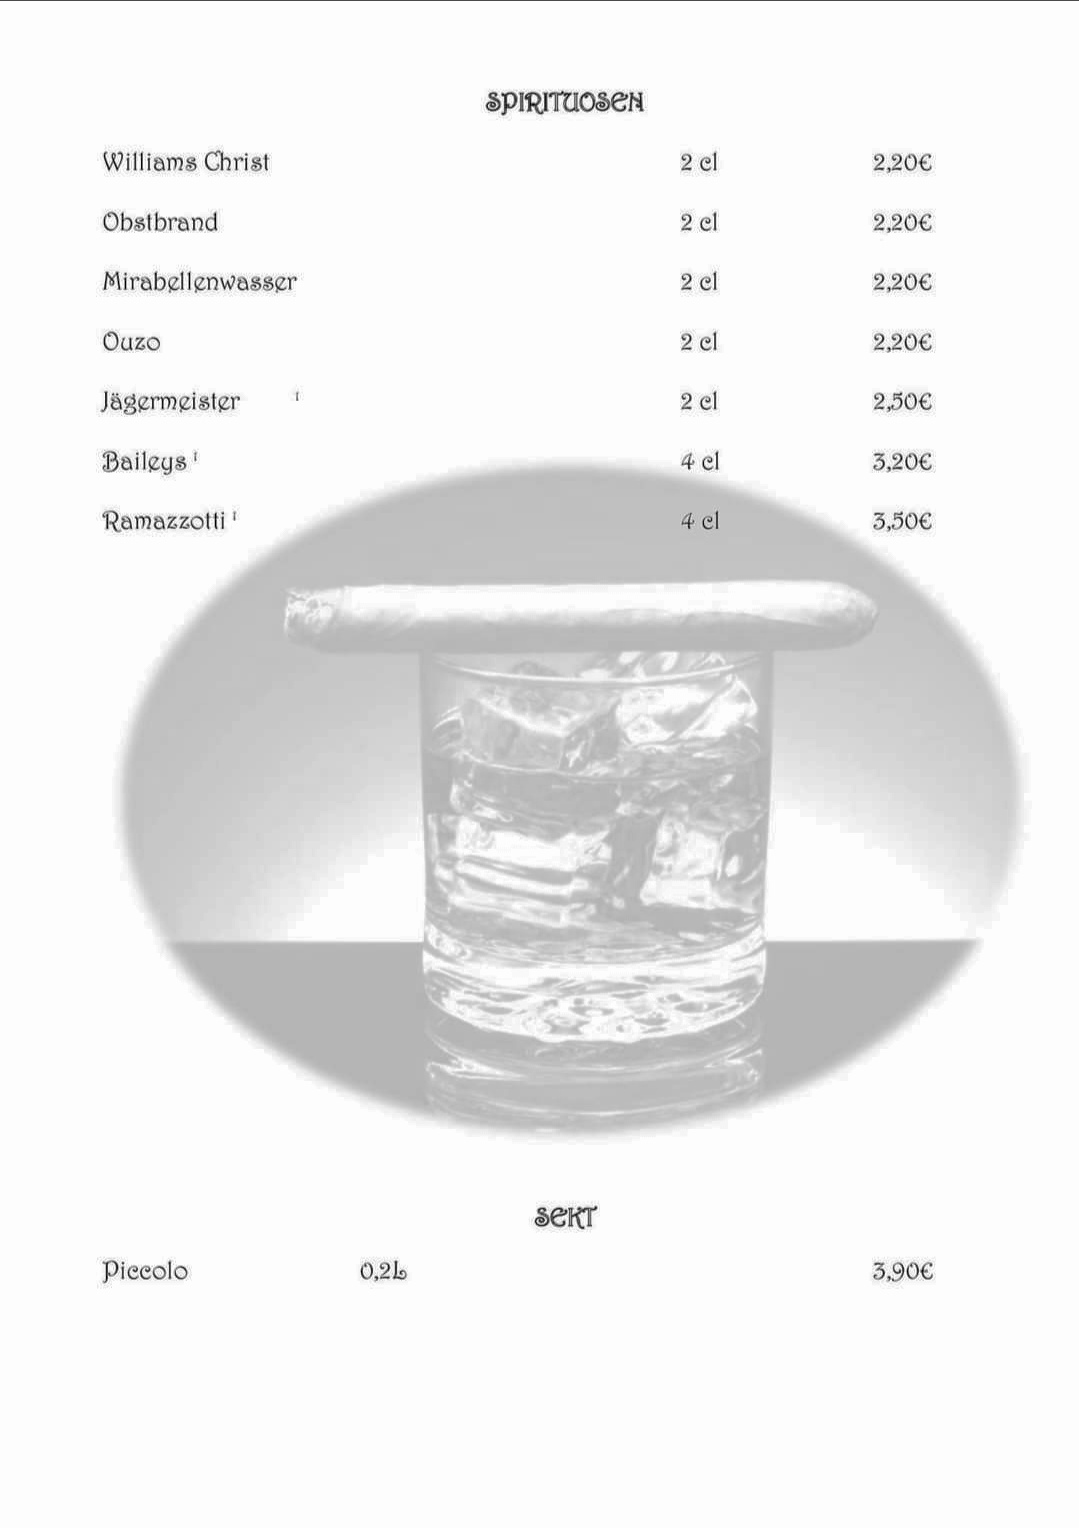 SPIRITUOSEN
Williams Christ 2 cl 2,20€
Obstbrand 2 cl 2,20€
Mirabellenwasser 2 cl 2,20€
Ouzo 2 cl 2,20€
Jägermeister ¹ 2 cl 2,50€
Baileys ¹ 4 cl 3,20€
Ramazzotti ¹ 4 cl 3,50€
SEKT
Piccolo 0,2L 3,90€